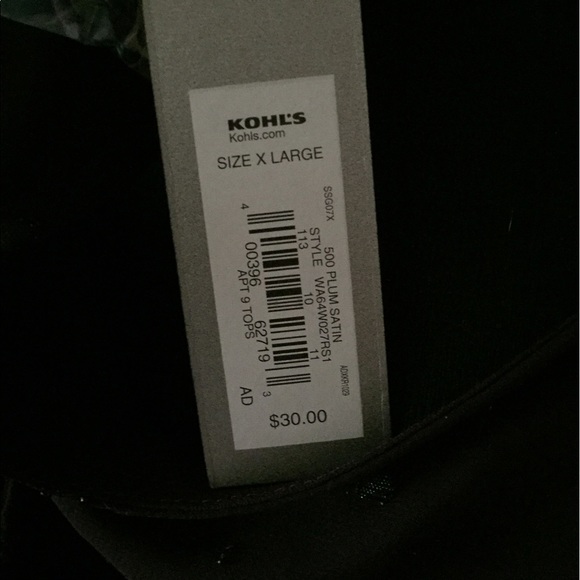 KOHL'S
Kohls.com
SIZE X LARGE
SSG07X
500 PLUM SATIN
STYLE WA64W027RS1
113 10 11
4 00396 62719 3
APT 9 TOPS
AD
$30.00